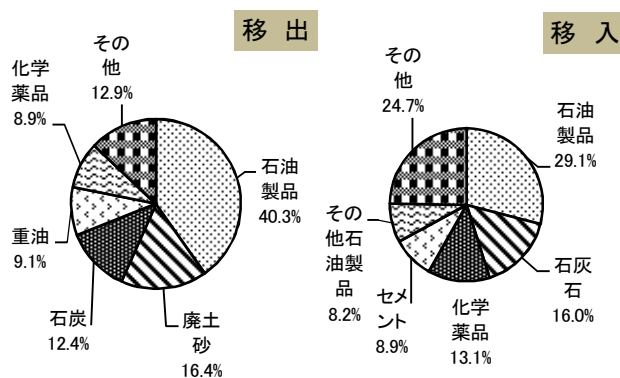 移 出
その
他
12.9%
化学
薬品
8.9%
石油
製品
40.3%
重油
9.1%
石炭
12.4%
廃土
砂
16.4%
移 入
その
他
24.7%
石油
製品
29.1%
その
他石
油製
品
8.2%
セメ
ント
8.9%
化学
薬品
13.1%
石灰
石
16.0%